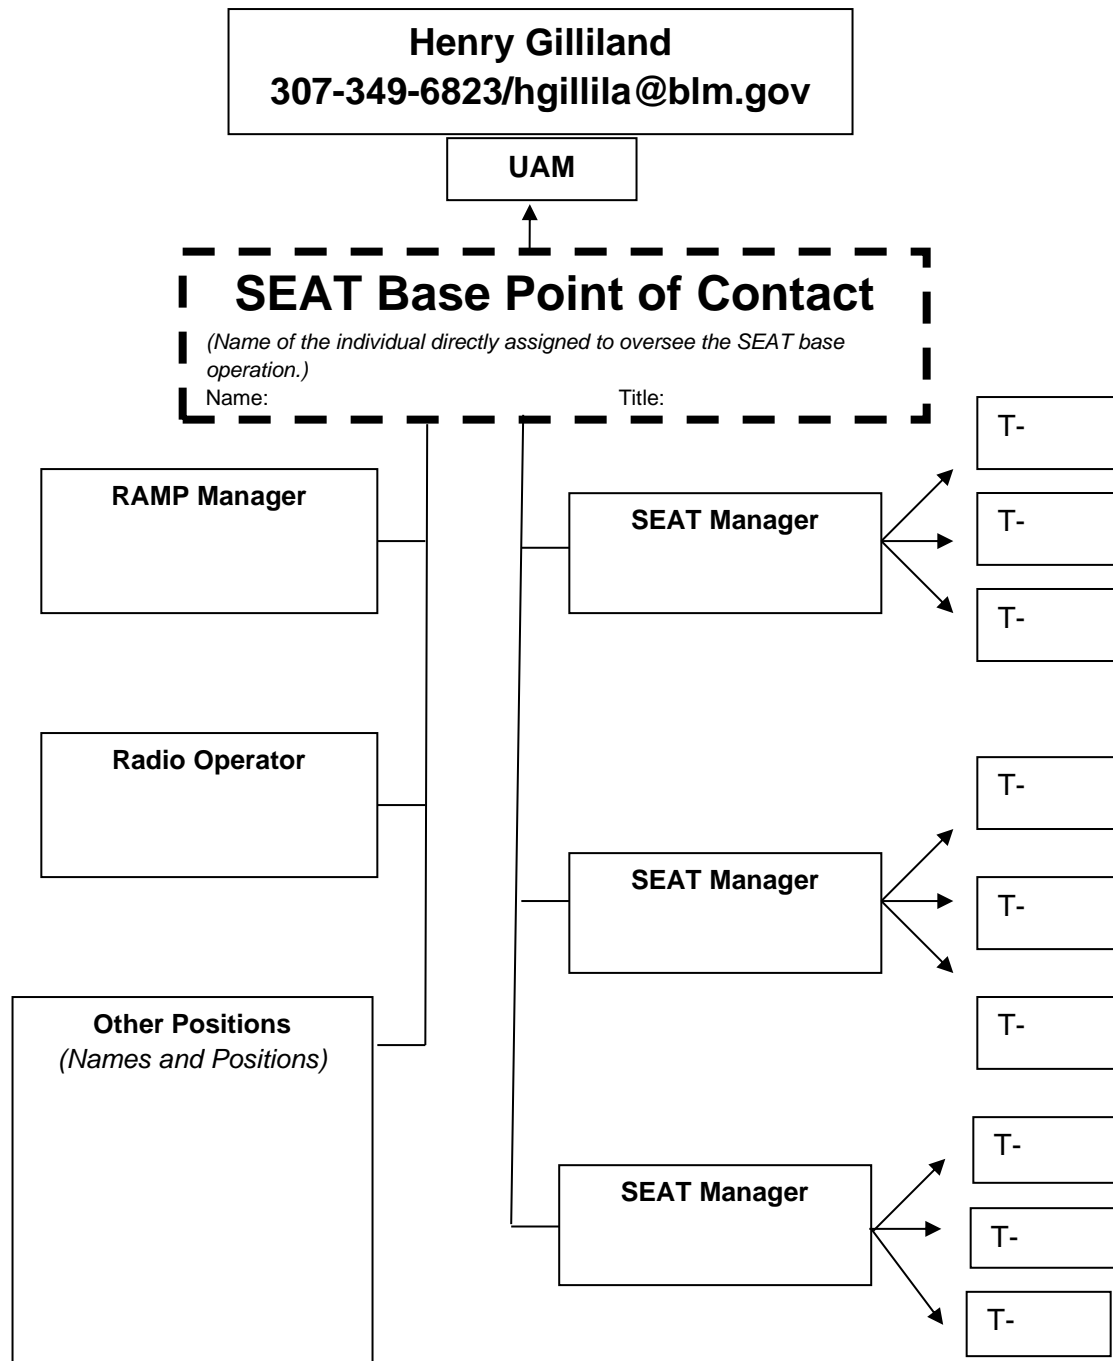 Henry Gilliland
307-349-6823/hgillila@blm.gov
UAM
SEAT Base Point of Contact
(Name of the individual directly assigned to oversee the SEAT base
operation.)
Name: Title:
RAMP Manager
SEAT Manager
T-
T-
T-
Radio Operator
SEAT Manager
T-
T-
T-
Other Positions
(Names and Positions)
SEAT Manager
T-
T-
T-